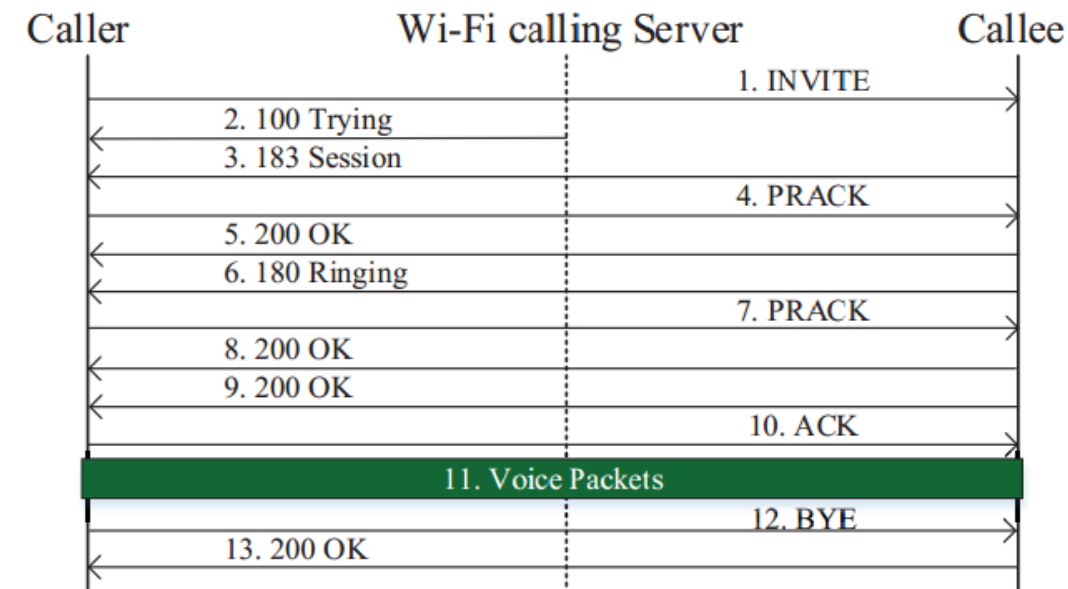 Caller Wi-Fi calling Server Callee
1. INVITE
2. 100 Trying
3. 183 Session
4. PRACK
5. 200 OK
6. 180 Ringing
7. PRACK
8. 200 OK
9. 200 OK
10. ACK
11. Voice Packets
12. BYE
13. 200 OK